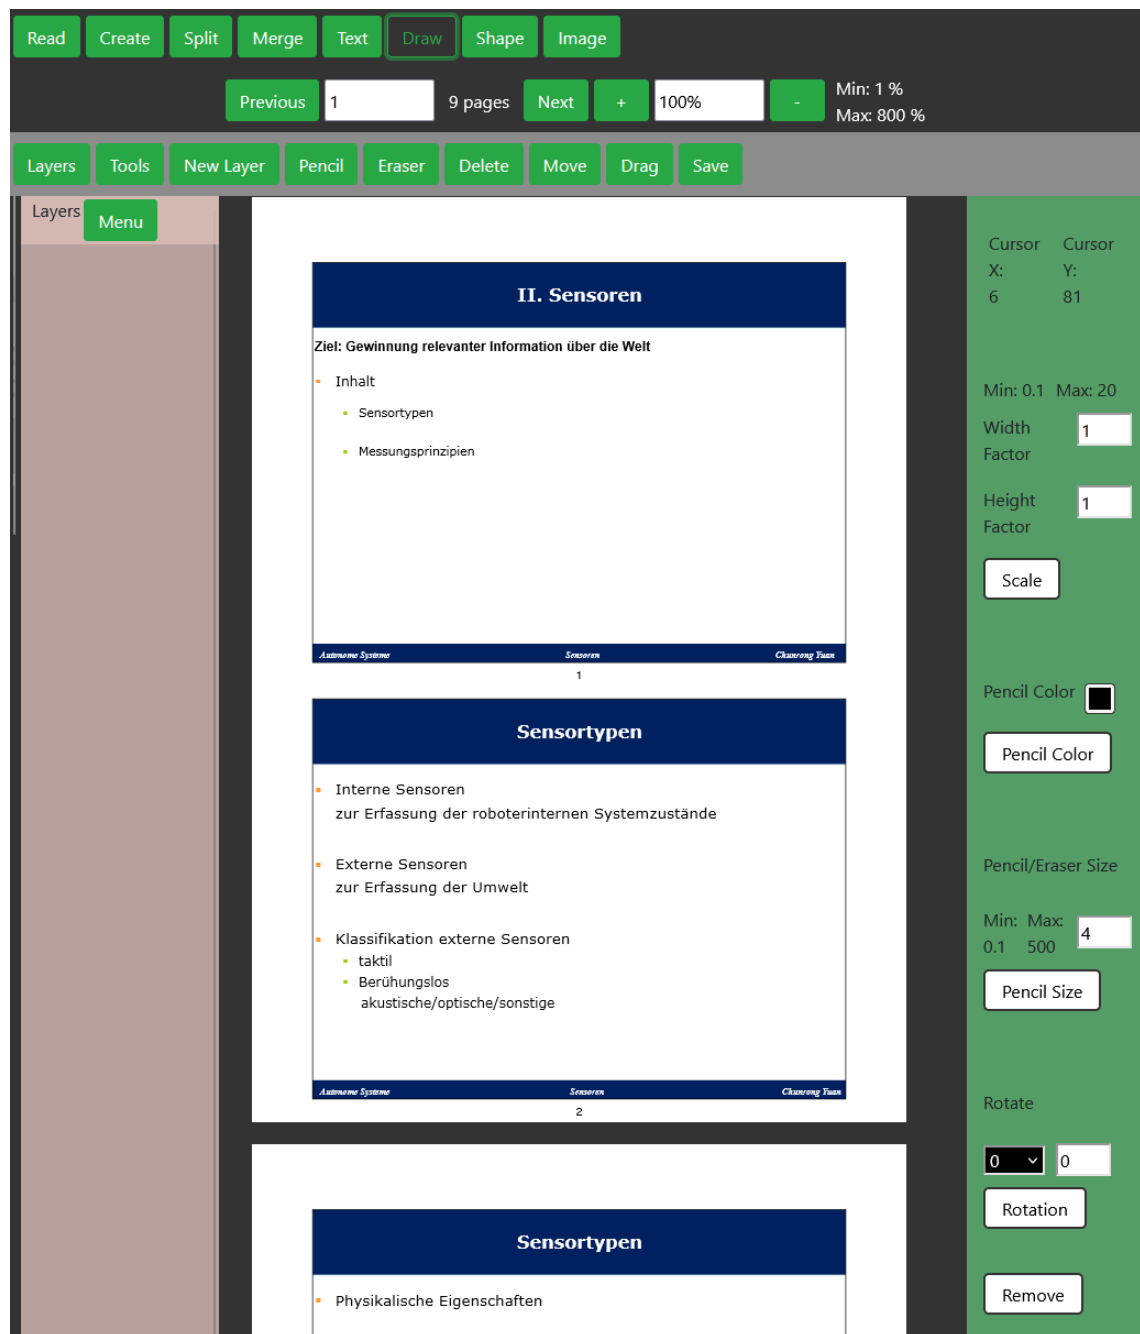 Read Create Split Merge Text Draw Shape Image
Previous 1 9 pages Next + 100% - Min: 1 %
Max: 800 %
Layers Tools New Layer Pencil Eraser Delete Move Drag Save
Layers Menu
II. Sensoren
Ziel: Gewinnung relevanter Information über die Welt
Inhalt
Sensortypen
Messungsprinzipien
Autonome Systeme Sensoren Chunrong Yuan
1
Sensortypen
Interne Sensoren
zur Erfassung der roboterinternen Systemzustände
Externe Sensoren
zur Erfassung der Umwelt
Klassifikation externe Sensoren
taktil
Berühungslos
akustische/optische/sonstige
Autonome Systeme Sensoren Chunrong Yuan
2
Sensortypen
Physikalische Eigenschaften
Cursor Cursor
X: Y:
6 81
Min: 0.1 Max: 20
Width
Factor 1
Height
Factor 1
Scale
Pencil Color
Pencil Color
Pencil/Eraser Size
Min: Max:
0.1 500 4
Pencil Size
Rotate
0 0
Rotation
Remove